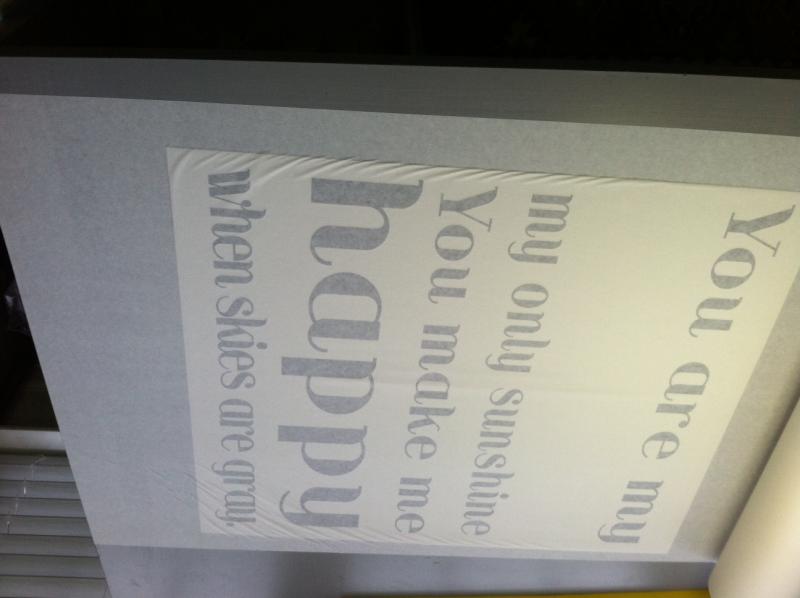 You are my
my only sunshine
You make me
happy
when skies are gray.